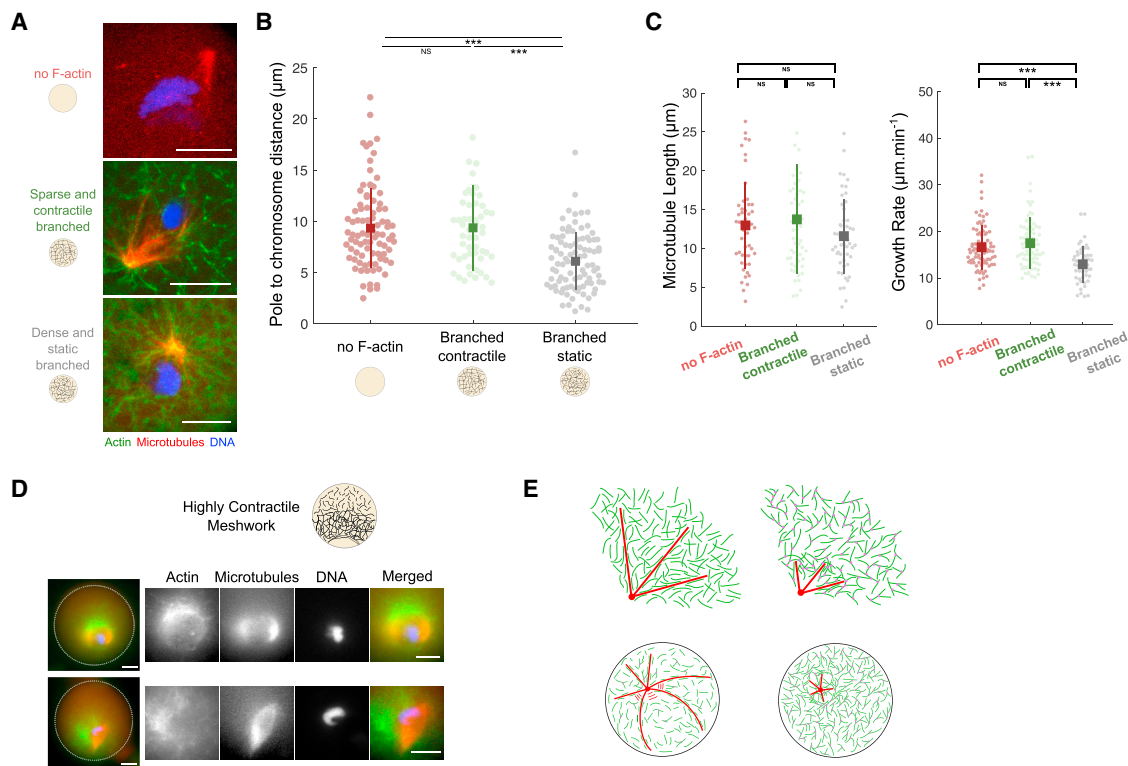 A
no F-actin
Sparse and
contractile
branched
Dense and
static
branched
Actin Microtubules DNA
B
***
NS
***
Pole to chromosome distance (μm)
25
20
15
10
5
0
no F-actin
Branched
contractile
Branched
static
C
NS
NS
NS
Microtubule Length (μm)
30
25
20
15
10
5
0
no F-actin
Branched
contractile
Branched
static
***
NS
***
Growth Rate (μm.min⁻¹)
50
40
30
20
10
0
no F-actin
Branched
contractile
Branched
static
D
Highly Contractile
Meshwork
Actin
Microtubules
DNA
Merged
E